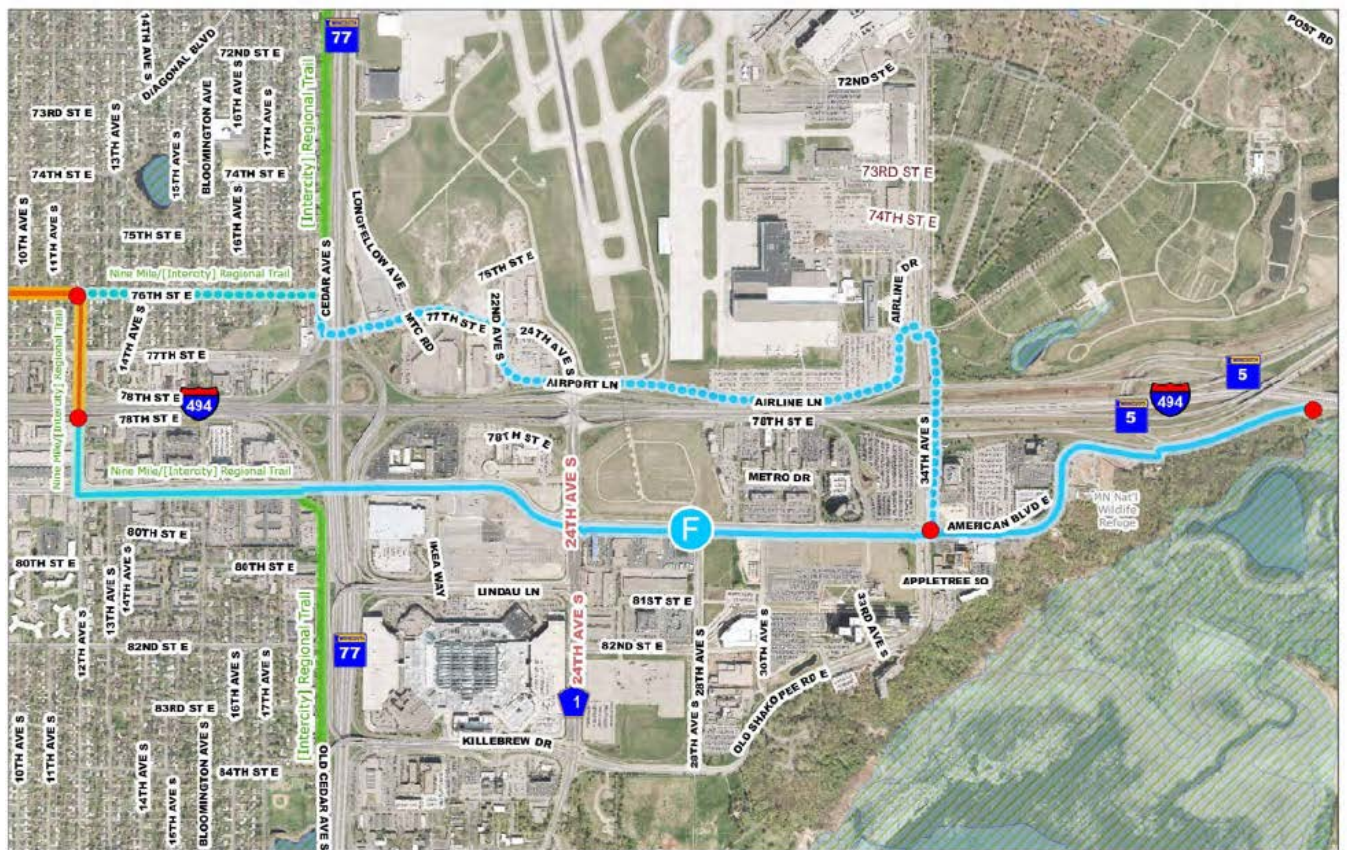 POST RD
14TH AVE S
DIAGONAL BLVD
72ND ST E
MINNESOTA
77
[Intercity] Regional Trail
72ND ST E
73RD ST E
13TH AVE S
15TH AVE S
BLOOMINGTON AVE
16TH AVE S
17TH AVE S
74TH ST E
74TH ST E
16TH AVE S
73RD ST E
74TH ST E
10TH AVE S
11TH AVE S
75TH ST E
LONGFELLOW AVE
75TH ST E
AIRLINE DR
Nine Mile/[Intercity] Regional Trail
76TH ST E
CEDAR AVE S
14TH AVE S
77TH ST E
MTC RD
77TH ST E
22ND AVE S
24TH AVE S
AIRPORT LN
AIRLINE LN
Nine Mile/[Intercity] Regional Trail
78TH ST E
494
78TH ST E
78TH ST E
78TH ST E
MINNESOTA
5
494
MINNESOTA
5
Nine Mile/[Intercity] Regional Trail
METRO DR
34TH AVE S
24TH AVE S
F
AMERICAN BLVD E
MN Nat'l
Wildlife
Refuge
80TH ST E
80TH ST E
80TH ST E
14TH AVE S
13TH AVE S
12TH AVE S
IKEA WAY
LINDAU LN
81ST ST E
APPLETREE SQ
82ND ST E
82ND ST E
24TH AVE S
28TH AVE S
30TH AVE S
33RD AVE S
[Intercity] Regional Trail
MINNESOTA
77
16TH AVE S
17TH AVE S
83RD ST E
1
OLD SHAKOPEE RD E
10TH AVE S
11TH AVE S
14TH AVE S
15TH AVE S
BLOOMINGTON AVE S
84TH ST E
OLD CEDAR AVE S
KILLEBREW DR
28TH AVE S